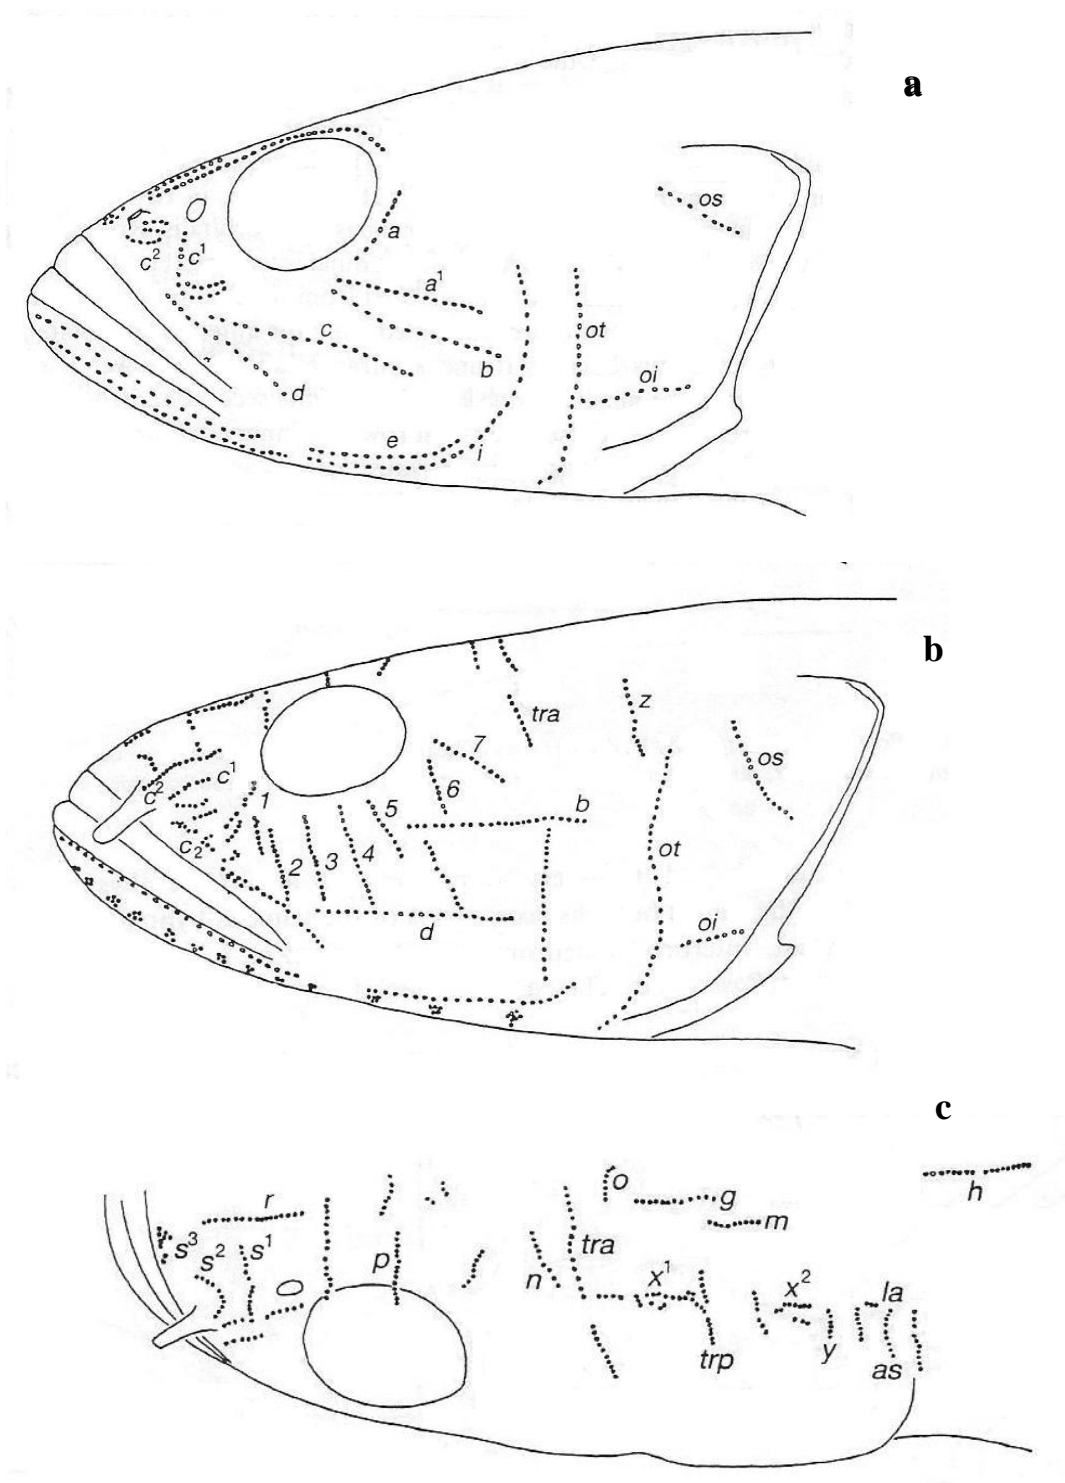 a
os
a
c² c¹
a¹
ot
c
b
oi
d
e
i
b
tra
z
7
os
c¹
c²
6
1
5
b
c₂
2
3
4
ot
oi
d
c
o
r
g
h
m
s³
s²
s¹
p
tra
n
x¹
x²
la
trp
y
as